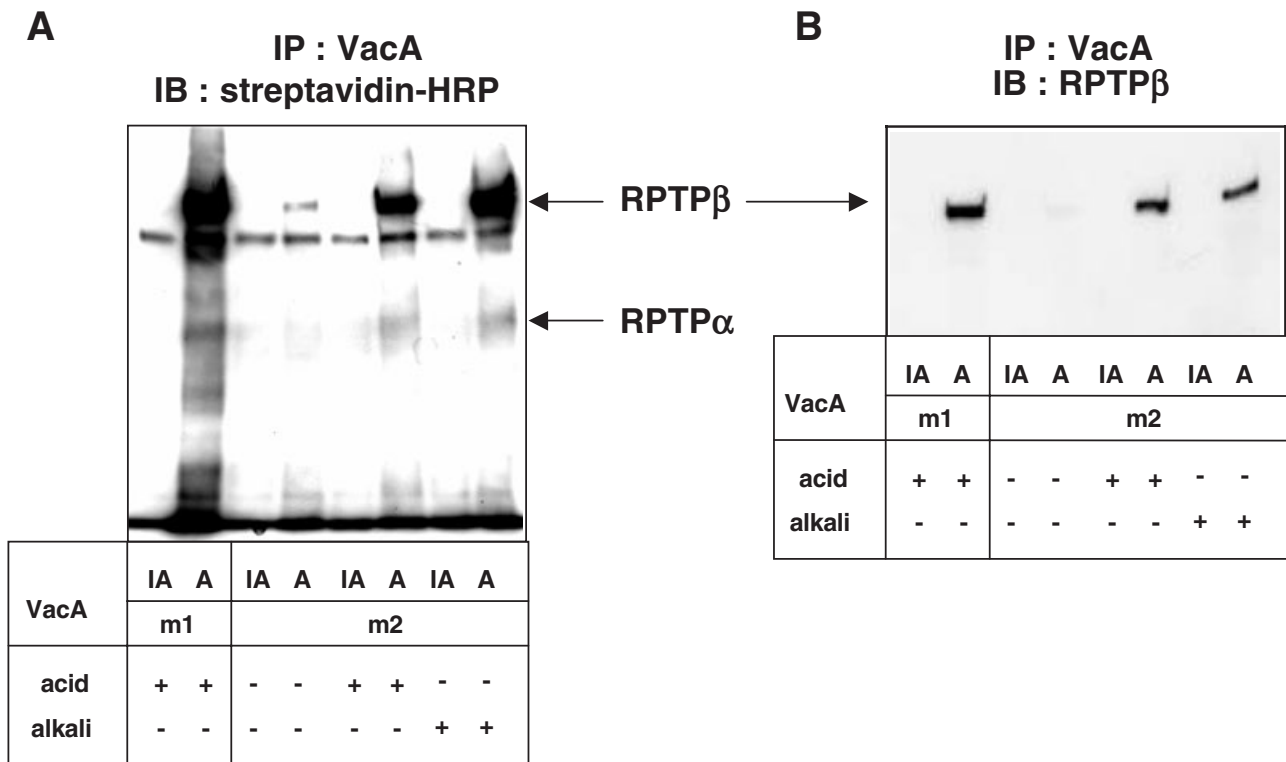 A
IP : VacA
IB : streptavidin-HRP
RPTPβ
RPTPα
VacA
IA A IA A IA A IA A
m1 m2
acid + + - - + + - -
alkali - - - - - - + +
B
IP : VacA
IB : RPTPβ
VacA
IA A IA A IA A IA A
m1 m2
acid + + - - + + - -
alkali - - - - - - + +